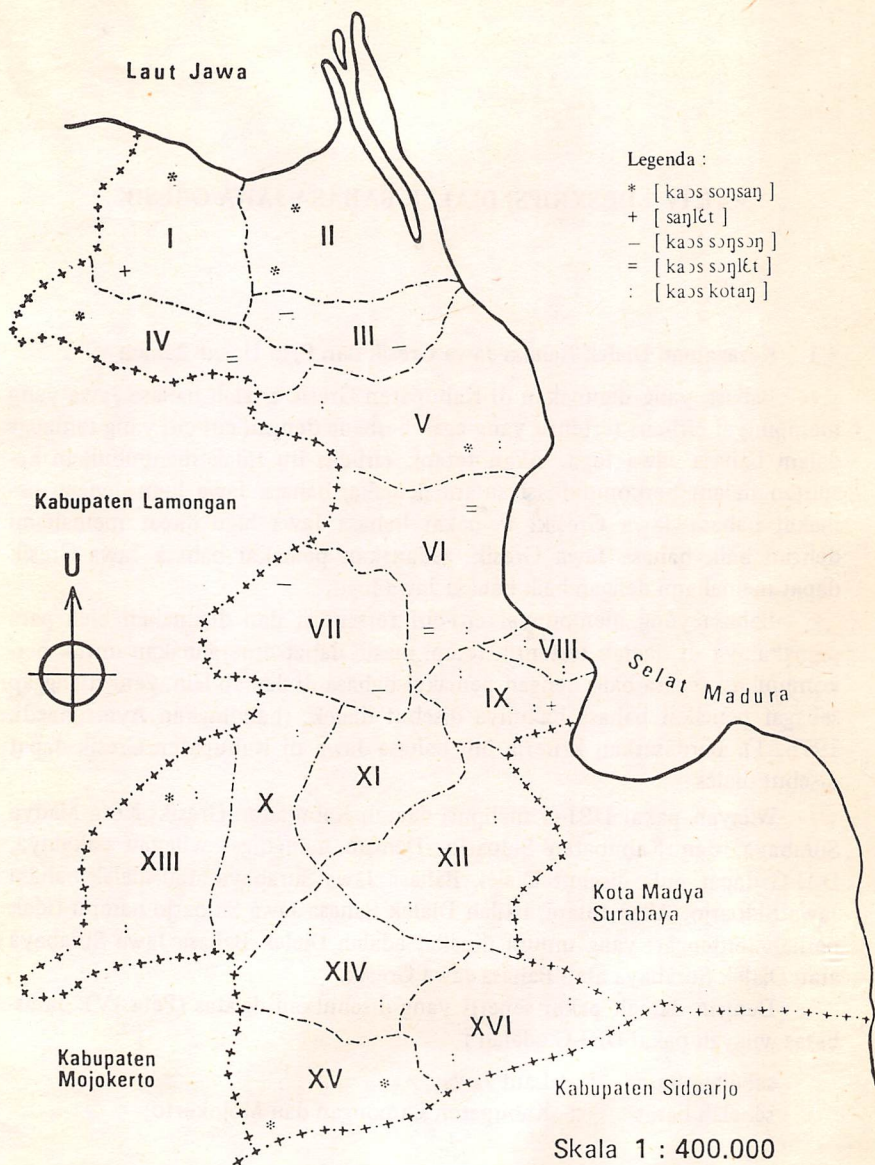 Laut Jawa
Legenda :
* [ kaɔs soŋsaŋ ]
+ [ saŋlɛt ]
– [ kaɔs sɔŋsɔŋ ]
= [ kaɔs sɔŋlɛt ]
: [ kaɔs kotaŋ ]
I
II
III
IV
V
Kabupaten Lamongan
VI
U
VII
VIII
Selat Madura
IX
X
XI
XII
XIII
Kota Madya
Surabaya
XIV
XVI
Kabupaten
Mojokerto
XV
Kabupaten Sidoarjo
Skala 1 : 400.000